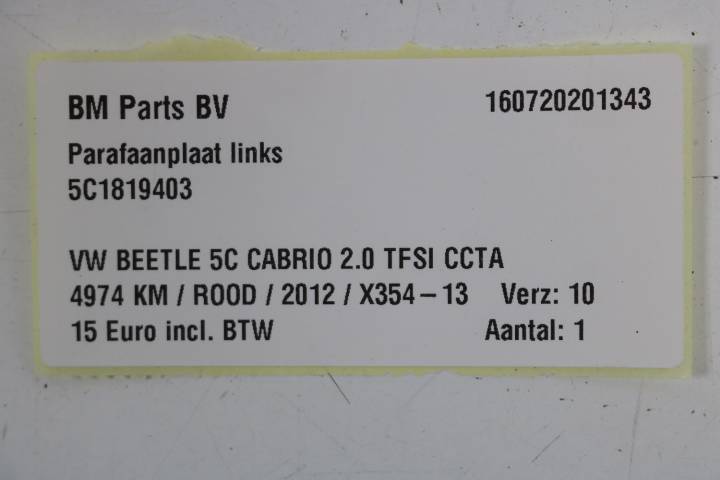 BM Parts BV 160720201343
Parafaanplaat links
5C1819403
VW BEETLE 5C CABRIO 2.0 TFSI CCTA
4974 KM / ROOD / 2012 / X354-13 Verz: 10
15 Euro incl. BTW Aantal: 1